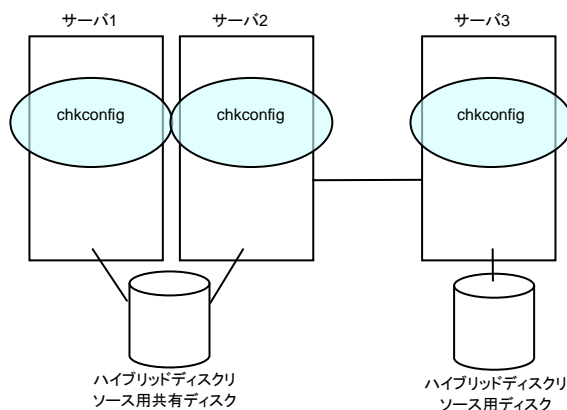 サーバ1
サーバ2
サーバ3
chkconfig
chkconfig
chkconfig
ハイブリッドディスクリ
ソース用共有ディスク
ハイブリッドディスクリ
ソース用ディスク